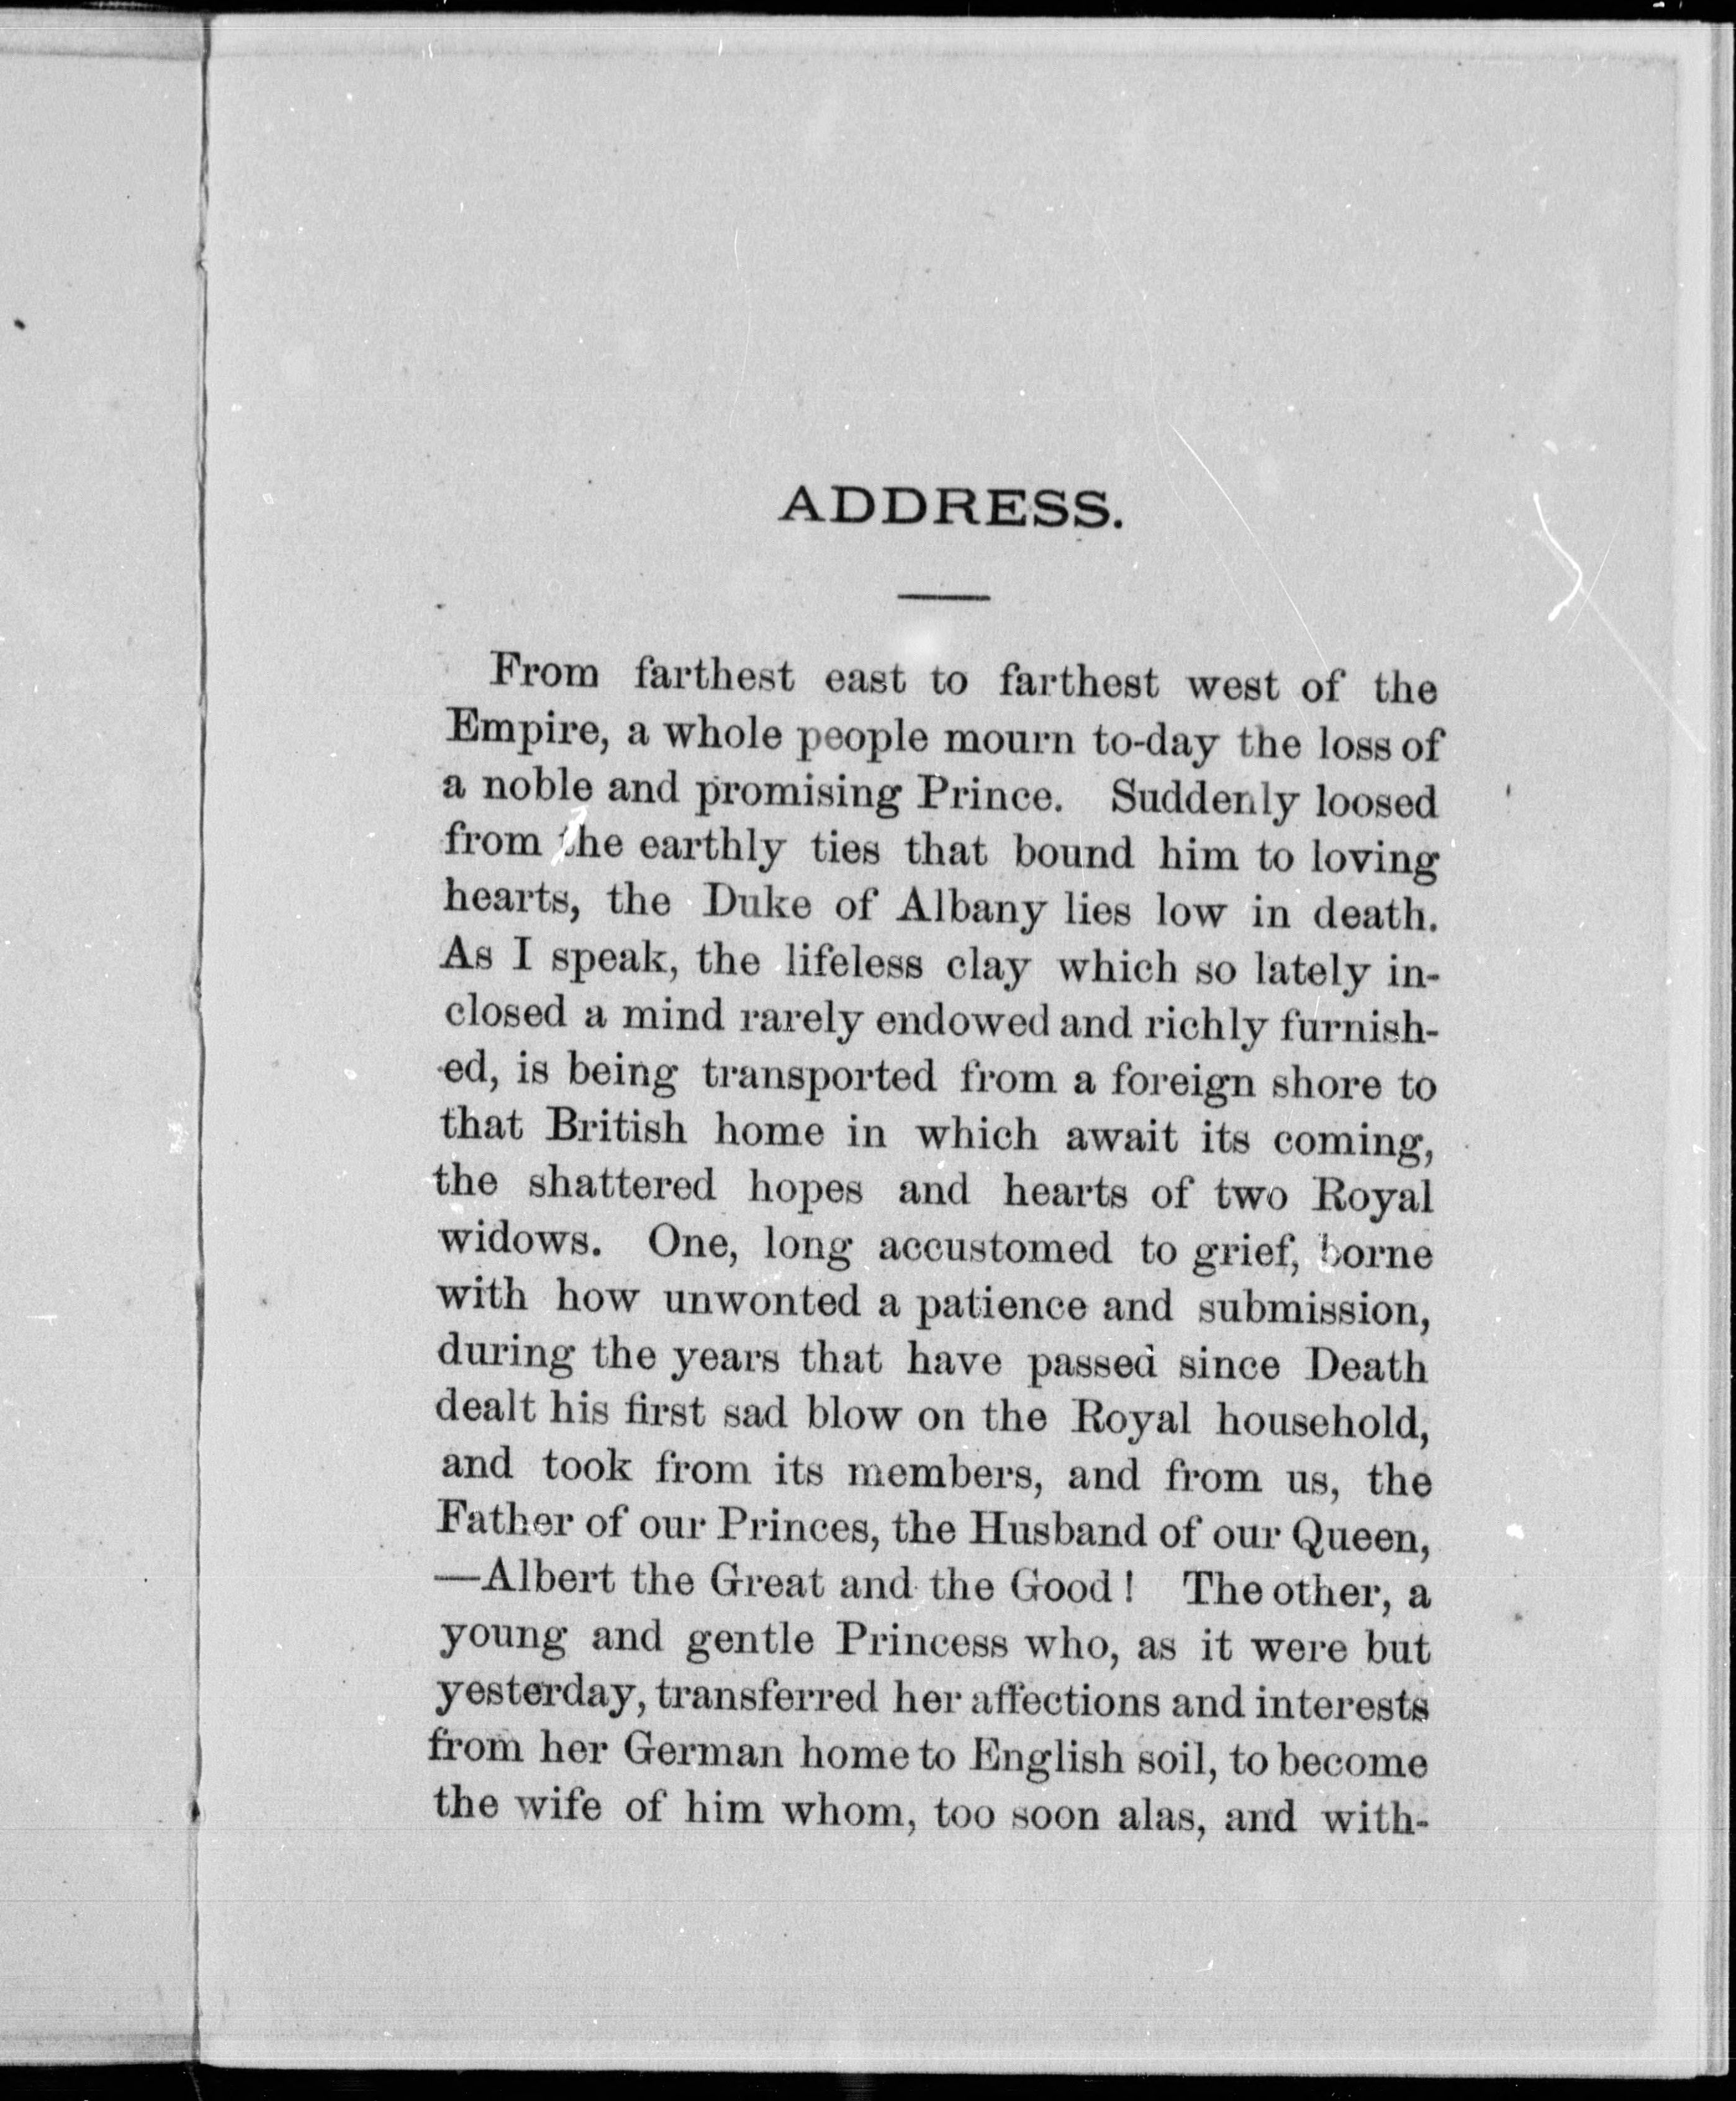 ADDRESS.
From farthest east to farthest west of the
Empire, a whole people mourn to-day the loss of
a noble and promising Prince. Suddenly loosed
from the earthly ties that bound him to loving
hearts, the Duke of Albany lies low in death.
As I speak, the lifeless clay which so lately in-
closed a mind rarely endowed and richly furnish-
ed, is being transported from a foreign shore to
that British home in which await its coming,
the shattered hopes and hearts of two Royal
widows. One, long accustomed to grief, borne
with how unwonted a patience and submission,
during the years that have passed since Death
dealt his first sad blow on the Royal household,
and took from its members, and from us, the
Father of our Princes, the Husband of our Queen,
—Albert the Great and the Good! The other, a
young and gentle Princess who, as it were but
yesterday, transferred her affections and interests
from her German home to English soil, to become
the wife of him whom, too soon alas, and with-